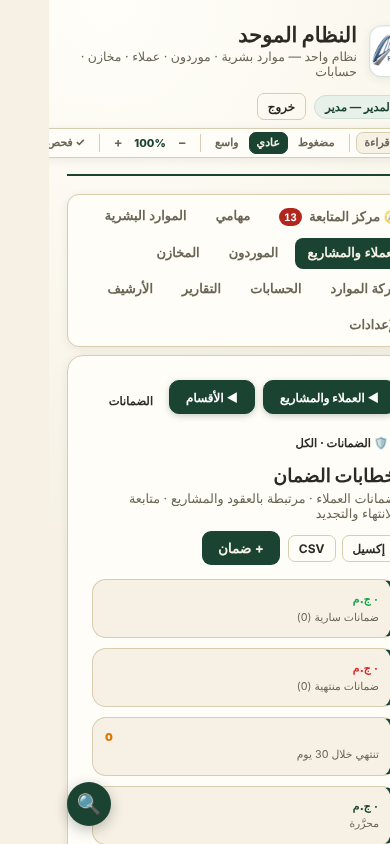 النظام الموحد
نظام واحد — موارد بشرية · موردون · عملاء · مخازن ·
حسابات
المدير — مدير
خروج
قراءة
مضغوط
عادي
واسع
−
100%
+
✓ فحص
مركز المتابعة 13
مهامي
الموارد البشرية
العملاء والمشاريع
الموردون
المخازن
الحسابات
التقارير
الأرشيف
◀ العملاء والمشاريع
◀ الأقسام
الضمانات
الضمانات · الكل
خطابات الضمان
ضمانات العملاء · مرتبطة بالعقود والمشاريع · متابعة
الانتهاء والتجديد
إكسيل
CSV
+ ضمان
٠ ج.م
ضمانات سارية (0)
٠ ج.م
ضمانات منتهية (0)
0
تنتهي خلال 30 يوم
٠ ج.م
محرَّرة